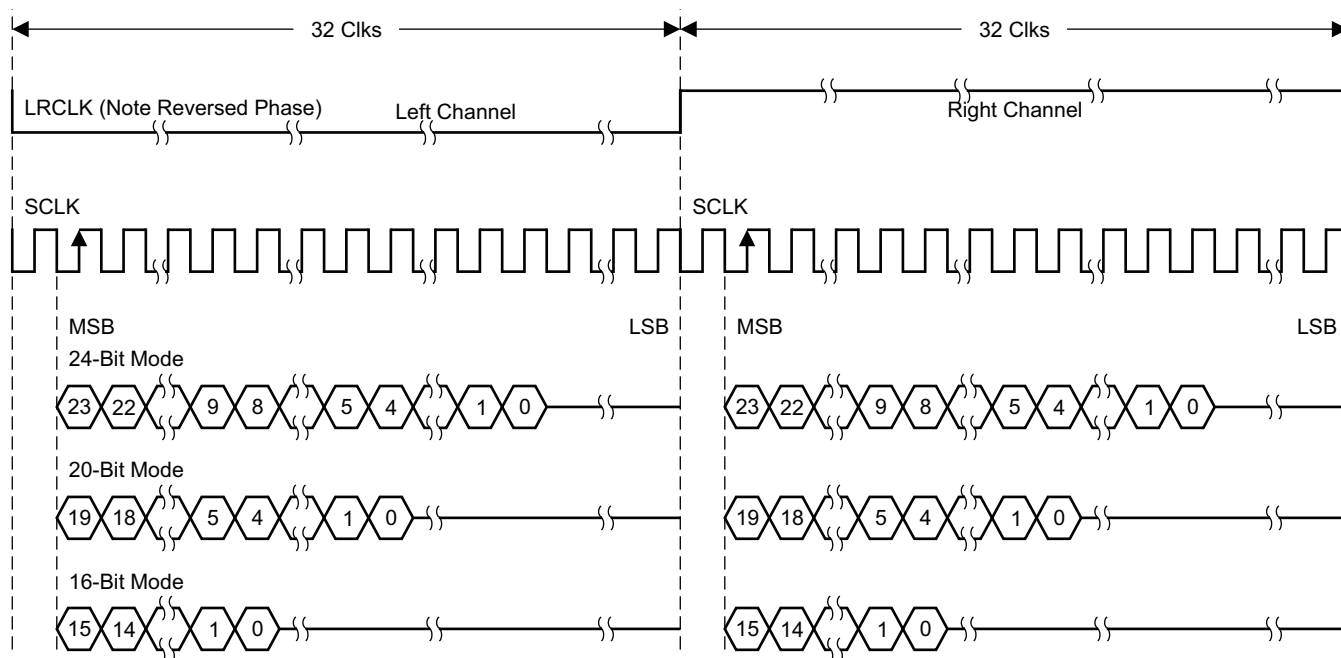 32 Clks 32 Clks
LRCLK (Note Reversed Phase) Left Channel Right Channel
SCLK SCLK
MSB LSB MSB LSB
24-Bit Mode
23 22 9 8 5 4 1 0 23 22 9 8 5 4 1 0
20-Bit Mode
19 18 5 4 1 0 19 18 5 4 1 0
16-Bit Mode
15 14 1 0 15 14 1 0